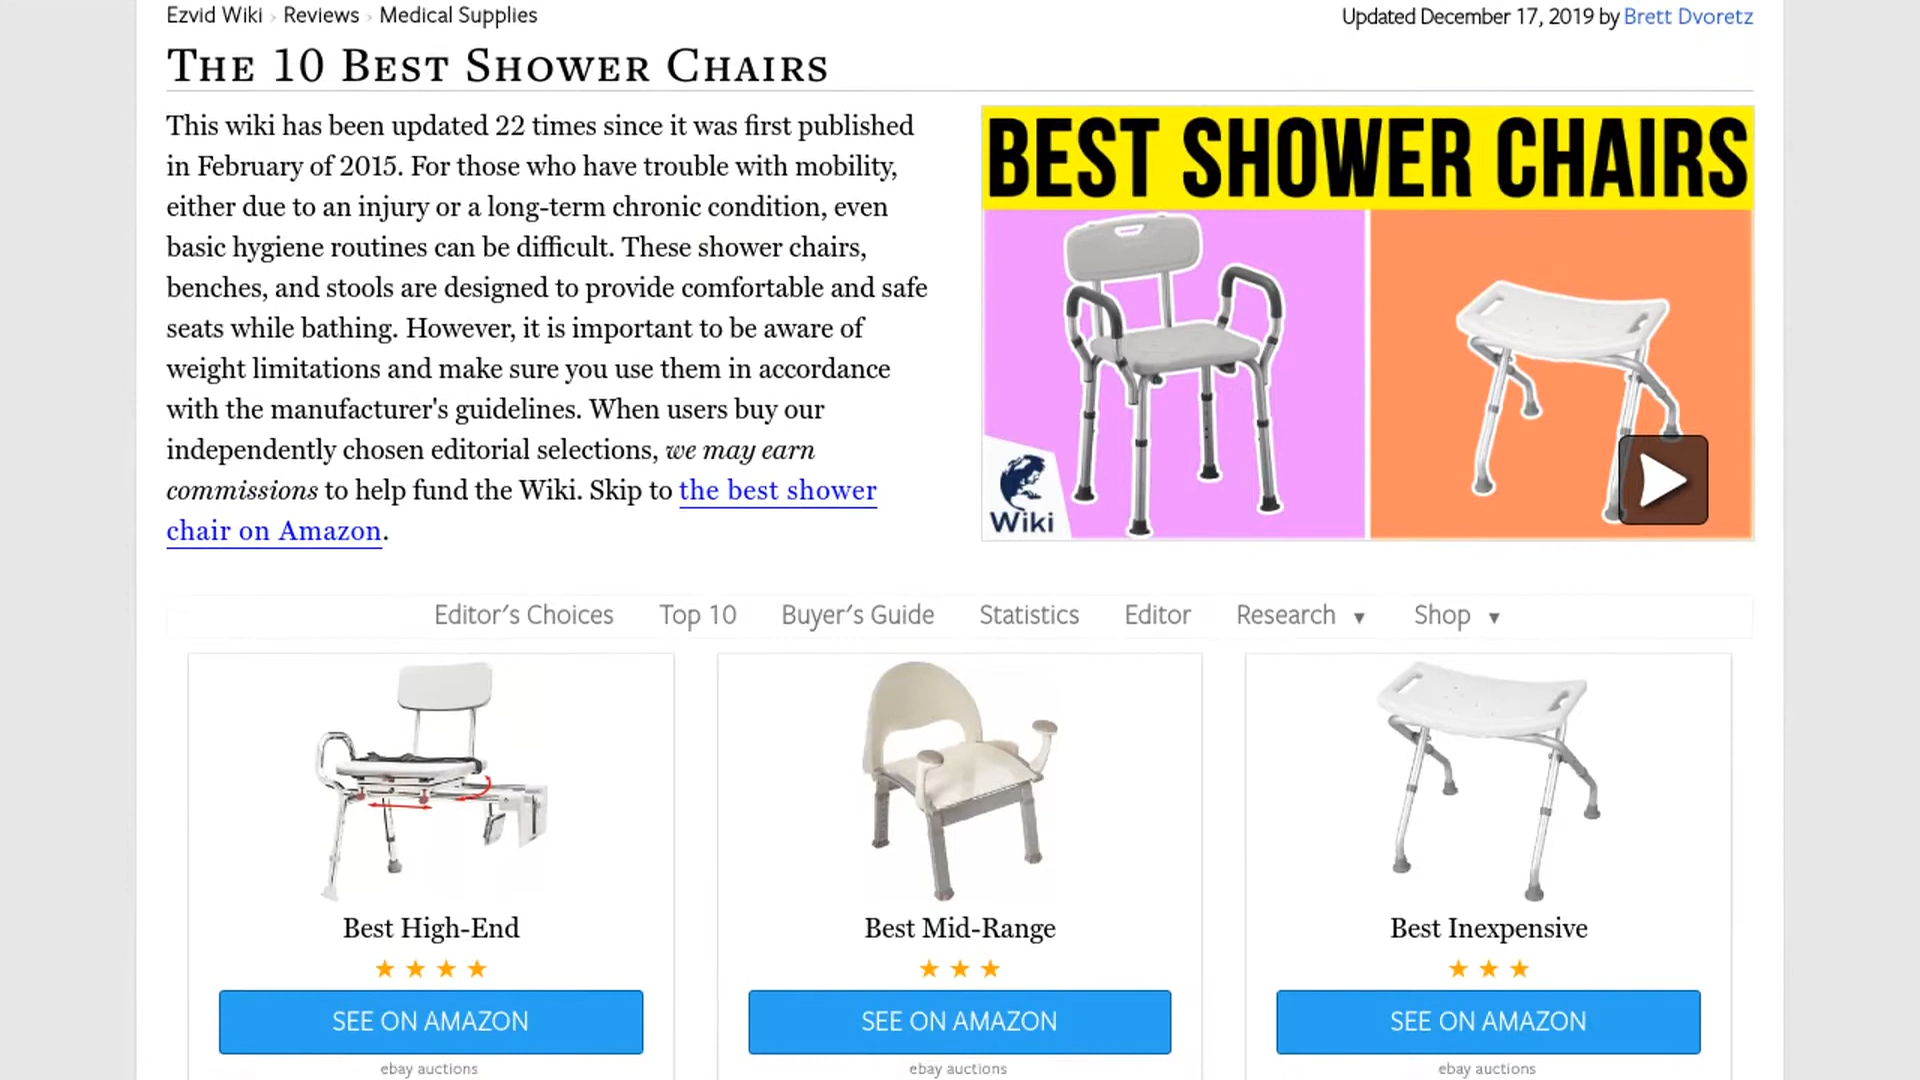 Ezvid Wiki › Reviews › Medical Supplies
Updated December 17, 2019 by Brett Dvoretz
THE 10 BEST SHOWER CHAIRS
This wiki has been updated 22 times since it was first published
in February of 2015. For those who have trouble with mobility,
either due to an injury or a long-term chronic condition, even
basic hygiene routines can be difficult. These shower chairs,
benches, and stools are designed to provide comfortable and safe
seats while bathing. However, it is important to be aware of
weight limitations and make sure you use them in accordance
with the manufacturer's guidelines. When users buy our
independently chosen editorial selections, we may earn
commissions to help fund the Wiki. Skip to the best shower
chair on Amazon.
BEST SHOWER CHAIRS
Wiki
Editor's Choices Top 10 Buyer's Guide Statistics Editor Research ▼ Shop ▼
Best High-End
SEE ON AMAZON
ebay auctions
Best Mid-Range
SEE ON AMAZON
ebay auctions
Best Inexpensive
SEE ON AMAZON
ebay auctions